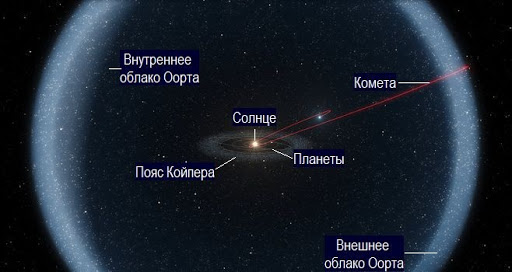 Внутреннее
облако Оорта
Комета
Солнце
Планеты
Пояс Койпера
Внешнее
облако Оорта